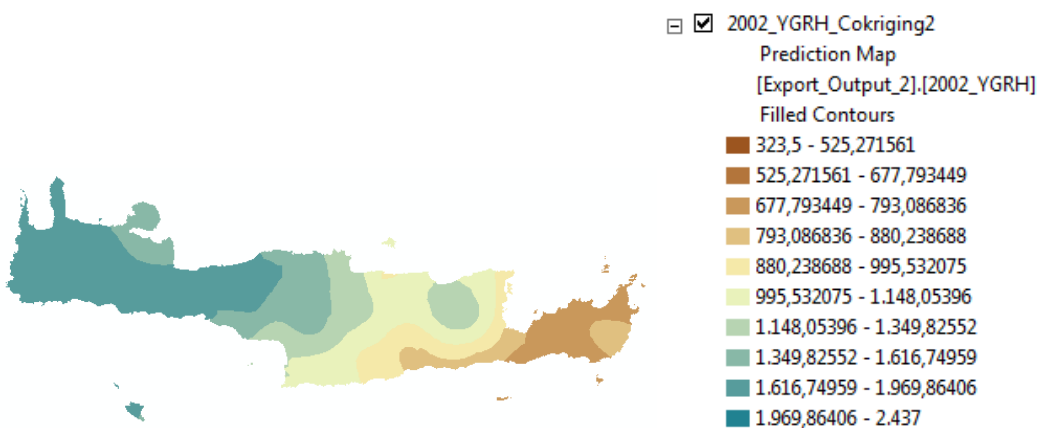 2002_YGRH_Cokriging2
Prediction Map
[Export_Output_2].[2002_YGRH]
Filled Contours
323,5 - 525,271561
525,271561 - 677,793449
677,793449 - 793,086836
793,086836 - 880,238688
880,238688 - 995,532075
995,532075 - 1.148,05396
1.148,05396 - 1.349,82552
1.349,82552 - 1.616,74959
1.616,74959 - 1.969,86406
1.969,86406 - 2.437